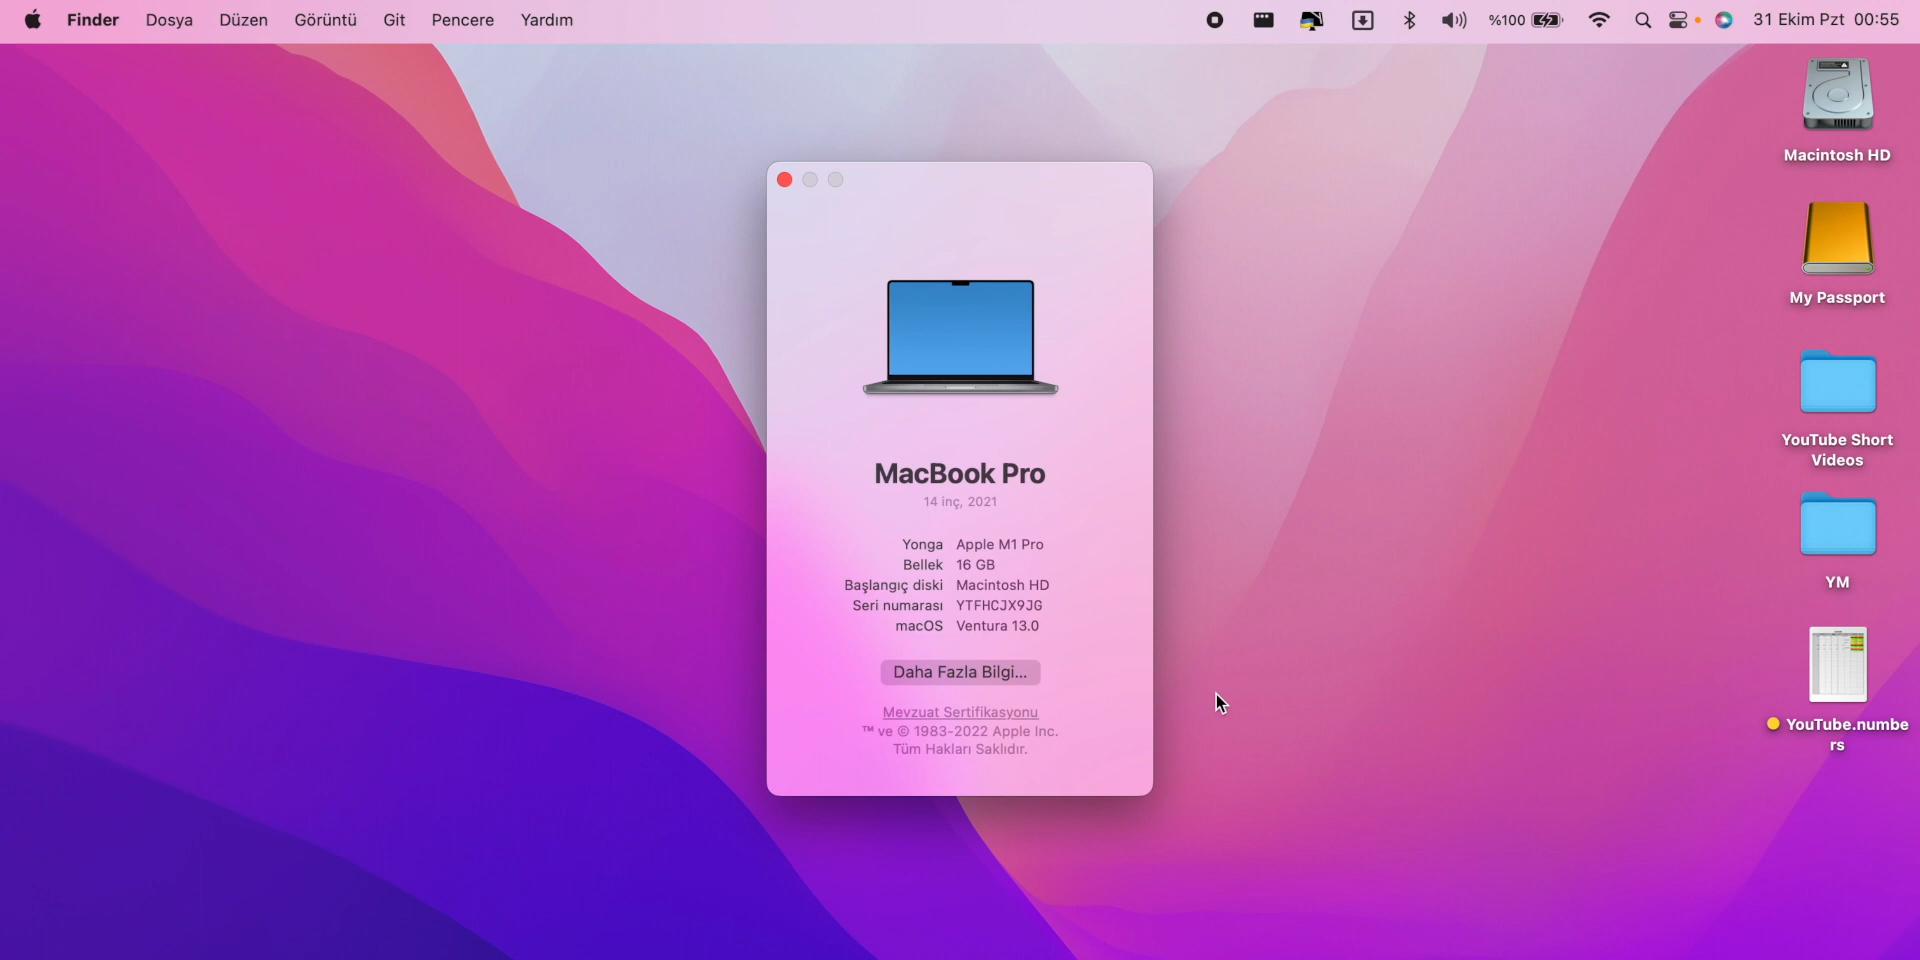 Finder Dosya Düzen Görüntü Git Pencere Yardım %100 31 Ekim Pzt 00:55
MacBook Pro
14 inç, 2021
Yonga Apple M1 Pro
Bellek 16 GB
Başlangıç diski Macintosh HD
Seri numarası YTFHCJX9JG
macOS Ventura 13.0
Daha Fazla Bilgi...
Mevzuat Sertifikasyonu
™ ve © 1983-2022 Apple Inc.
Tüm Hakları Saklıdır.
Macintosh HD
My Passport
YouTube Short
Videos
YM
YouTube.numbe
rs